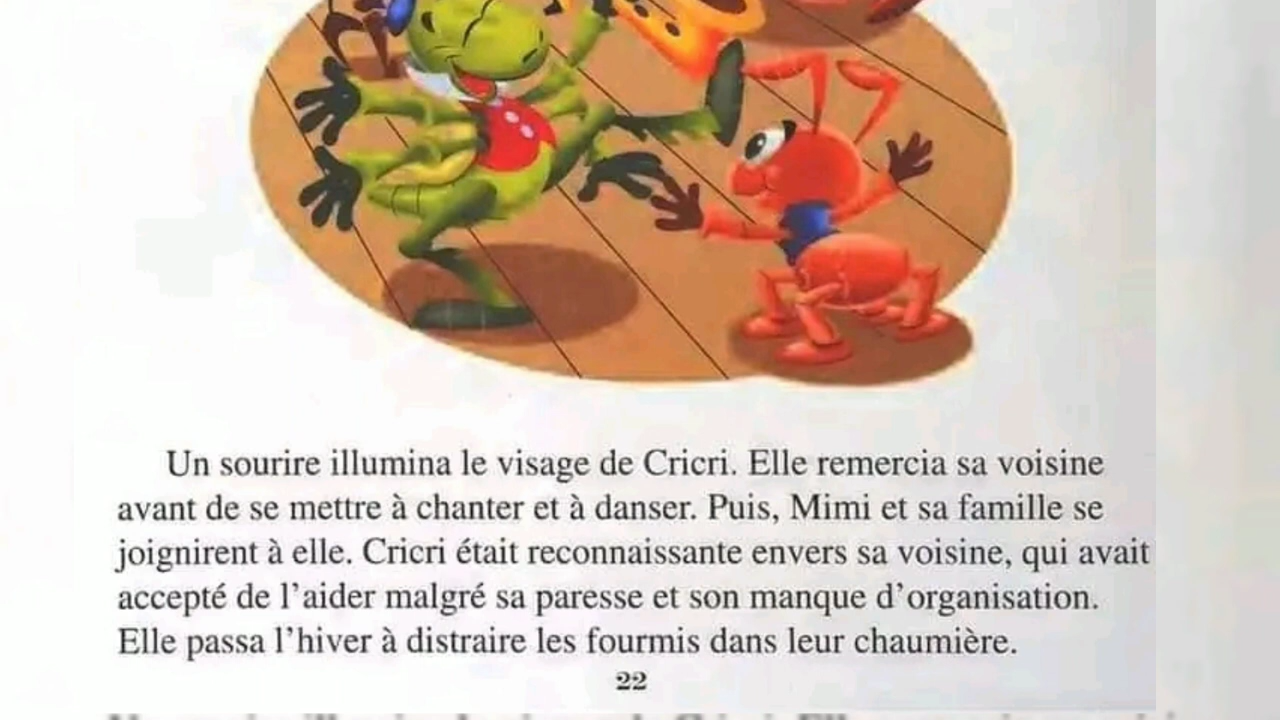 Un sourire illumina le visage de Cricri. Elle remercia sa voisine
avant de se mettre à chanter et à danser. Puis, Mimi et sa famille se
joignirent à elle. Cricri était reconnaissante envers sa voisine, qui avait
accepté de l’aider malgré sa paresse et son manque d’organisation.
Elle passa l’hiver à distraire les fourmis dans leur chaumière.
22